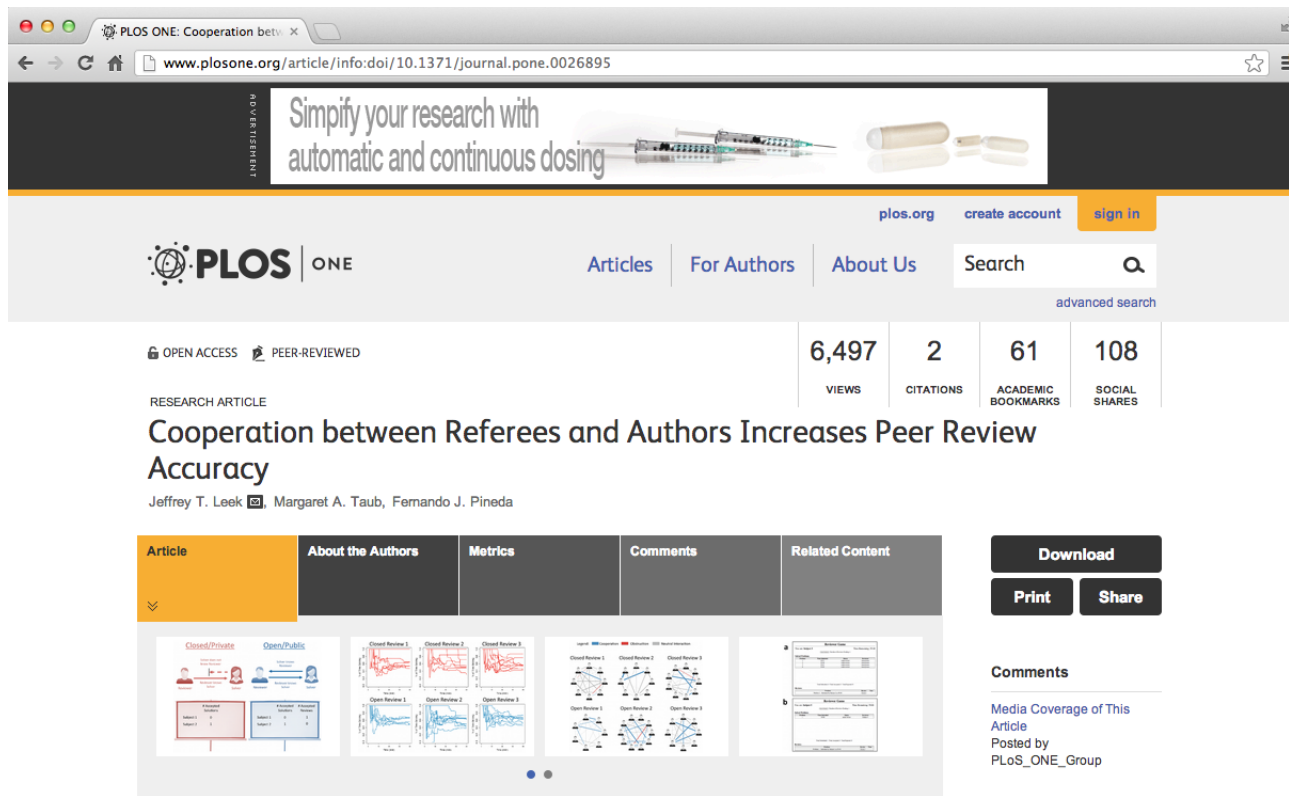 PLOS ONE: Cooperation betw
www.plosone.org/article/info:doi/10.1371/journal.pone.0026895
ADVERTISEMENT
Simpify your research with
automatic and continuous dosing
plos.org create account sign in
PLOS ONE
Articles For Authors About Us Search
advanced search
OPEN ACCESS PEER-REVIEWED
6,497 2 61 108
VIEWS CITATIONS ACADEMIC BOOKMARKS SOCIAL SHARES
RESEARCH ARTICLE
Cooperation between Referees and Authors Increases Peer Review
Accuracy
Jeffrey T. Leek, Margaret A. Taub, Fernando J. Pineda
Article About the Authors Metrics Comments Related Content
Download
Print Share
Closed/Private Open/Public
Closed Review 1 Closed Review 2 Closed Review 3
Open Review 1 Open Review 2 Open Review 3
Closed Review 1 Closed Review 2 Closed Review 3
Open Review 1 Open Review 2 Open Review 3
a
b
Comments
Media Coverage of This
Article
Posted by
PLoS_ONE_Group